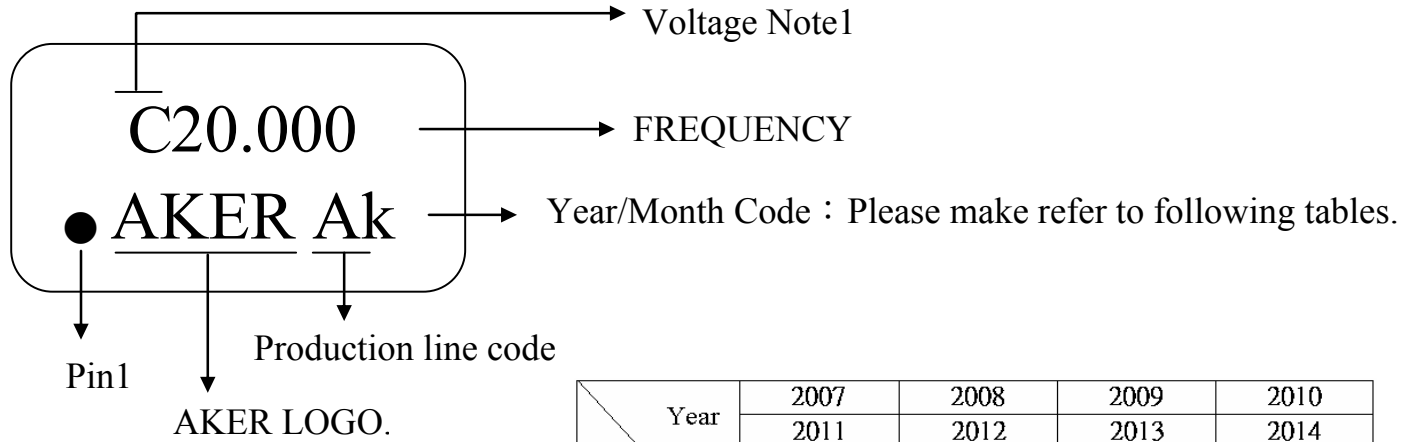 Voltage Note1
C20.000
FREQUENCY
AKER Ak
Year/Month Code：Please make refer to following tables.
Production line code
Pin1
AKER LOGO.
Year 2007 2008 2009 2010
2011 2012 2013 2014